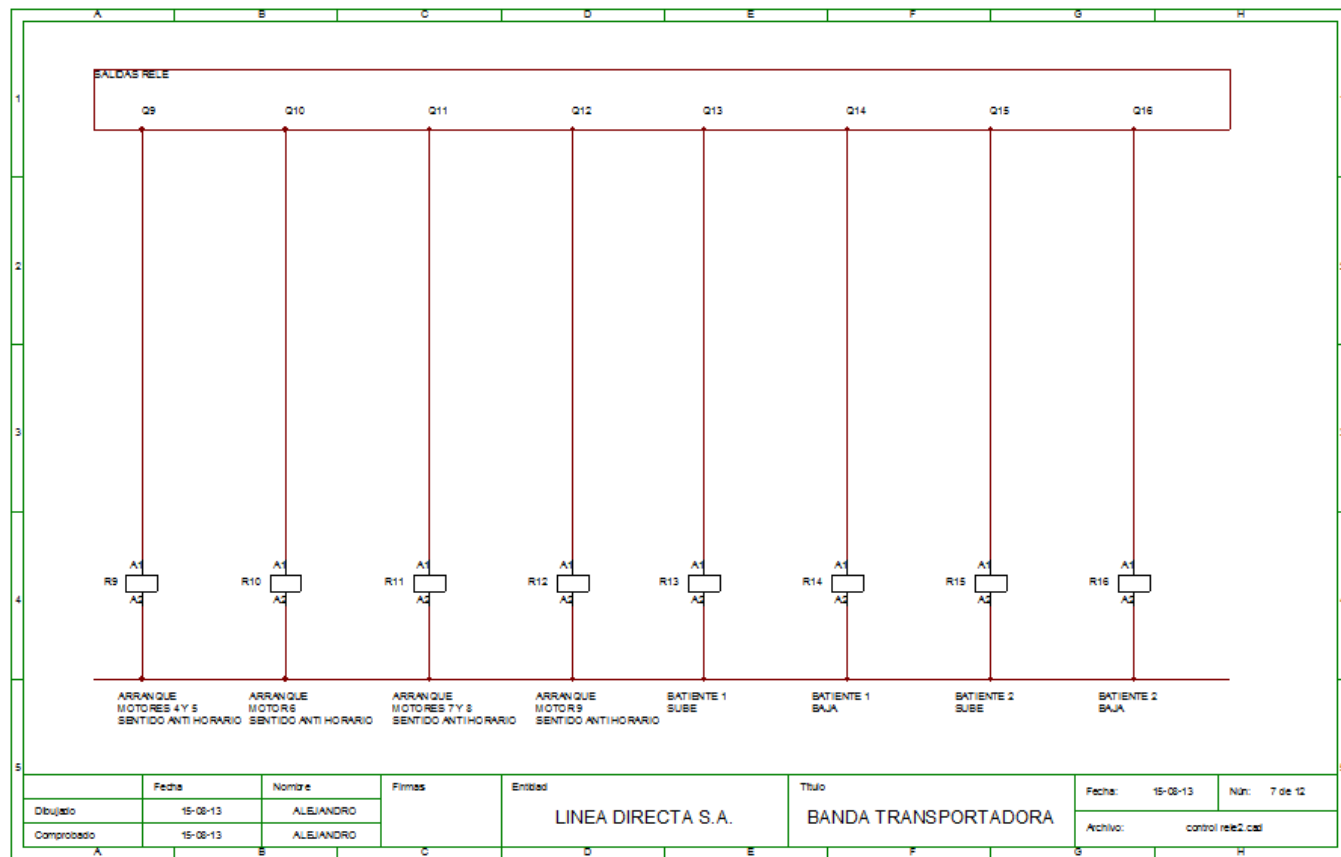 A B C D E F G H
SALIDAS RELE
1
Q9 Q10 Q11 Q12 Q13 Q14 Q15 Q16
2
3
A1 A1 A1 A1 A1 A1 A1 A1
R9 R10 R11 R12 R13 R14 R15 R16
4
A2 A2 A2 A2 A2 A2 A2 A2
ARRANQUE
MOTORES 4 Y 5
SENTIDO ANTI HORARIO
ARRANQUE
MOTOR 6
SENTIDO ANTI HORARIO
ARRANQUE
MOTORES 7 Y 8
SENTIDO ANTI HORARIO
ARRANQUE
MOTOR 9
SENTIDO ANTI HORARIO
BATIENTE 1
SUBE
BATIENTE 1
BAJA
BATIENTE 2
SUBE
BATIENTE 2
BAJA
5
Fecha Nombre Firmas
Dibujado 15-08-13 ALEJANDRO
Comprobado 15-08-13 ALEJANDRO
Entidad
LINEA DIRECTA S.A.
Título
BANDA TRANSPORTADORA
Fecha: 15-08-13 Núm: 7 de 12
Archivo: control rele2.cad
A B C D E F G H